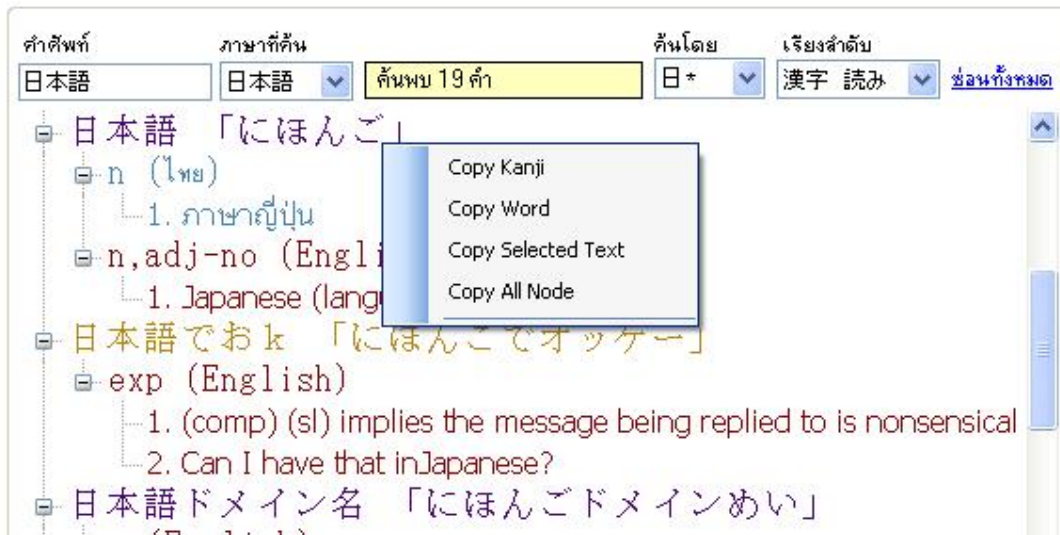 คำศัพท์ ภาษาที่ค้น ค้นโดย เรียงลำดับ
日本語 日本語 ค้นพบ 19 คำ 日* 漢字 読み ซ่อนทั้งหมด
日本語 「にほんご」
n (ไทย)
1. ภาษาญี่ปุ่น
n,adj-no (Engli
1. Japanese (langu
Copy Kanji
Copy Word
Copy Selected Text
Copy All Node
日本語でおk 「にほんごでオッケー」
exp (English)
1. (comp) (sl) implies the message being replied to is nonsensical
2. Can I have that inJapanese?
日本語ドメイン名 「にほんごドメインめい」
(English)